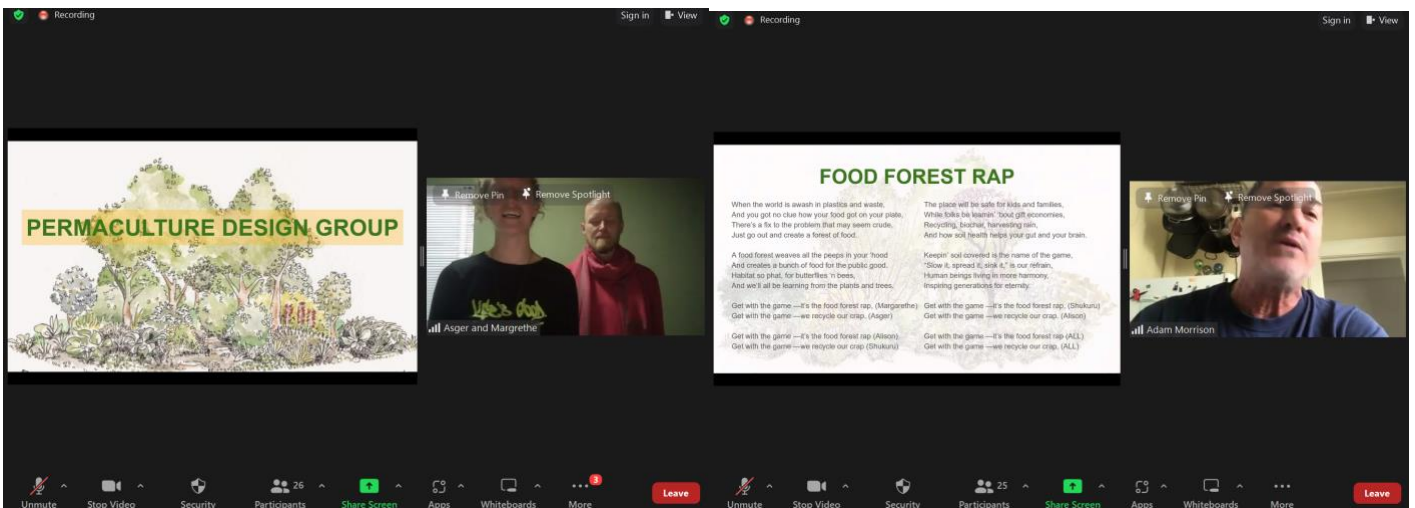 Recording
Sign in
View
PERMACULTURE DESIGN GROUP
Remove Pin
Remove Spotlight
Life's Good
Asger and Margrethe
Unmute
Stop Video
Security
26
Participants
Share Screen
Apps
Whiteboards
3
More
Leave
Recording
Sign in
View
FOOD FOREST RAP
When the world is awash in plastics and waste,
And you got no clue how your food got on your plate,
There's a fix to the problem that may seem crude,
Just go out and create a forest of food.
A food forest weaves all the peeps in your 'hood
And creates a bunch of food for the public good.
Habitat so phat, for butterflies 'n bees,
And we'll all be learning from the plants and trees,
Get with the game —it's the food forest rap, (Margarethe)
Get with the game —we recycle our crap. (Asger)
Get with the game —it's the food forest rap (Alison)
Get with the game —we recycle our crap (Shukuru)
The place will be safe for kids and families,
While folks be learnin' 'bout gift economies,
Recycling, biochar, harvesting rain,
And how soil health helps your gut and your brain.
Keepin' soil covered is the name of the game,
"Slow it, spread it, sink it," is our refrain,
Human beings living in more harmony,
Inspiring generations for eternity.
Get with the game —it's the food forest rap, (Shukuru)
Get with the game —we recycle our crap. (Alison)
Get with the game —it's the food forest rap (ALL)
Get with the game —we recycle our crap, (ALL)
Remove Pin
Remove Spotlight
Adam Morrison
Unmute
Stop Video
Security
25
Participants
Share Screen
Apps
Whiteboards
More
Leave